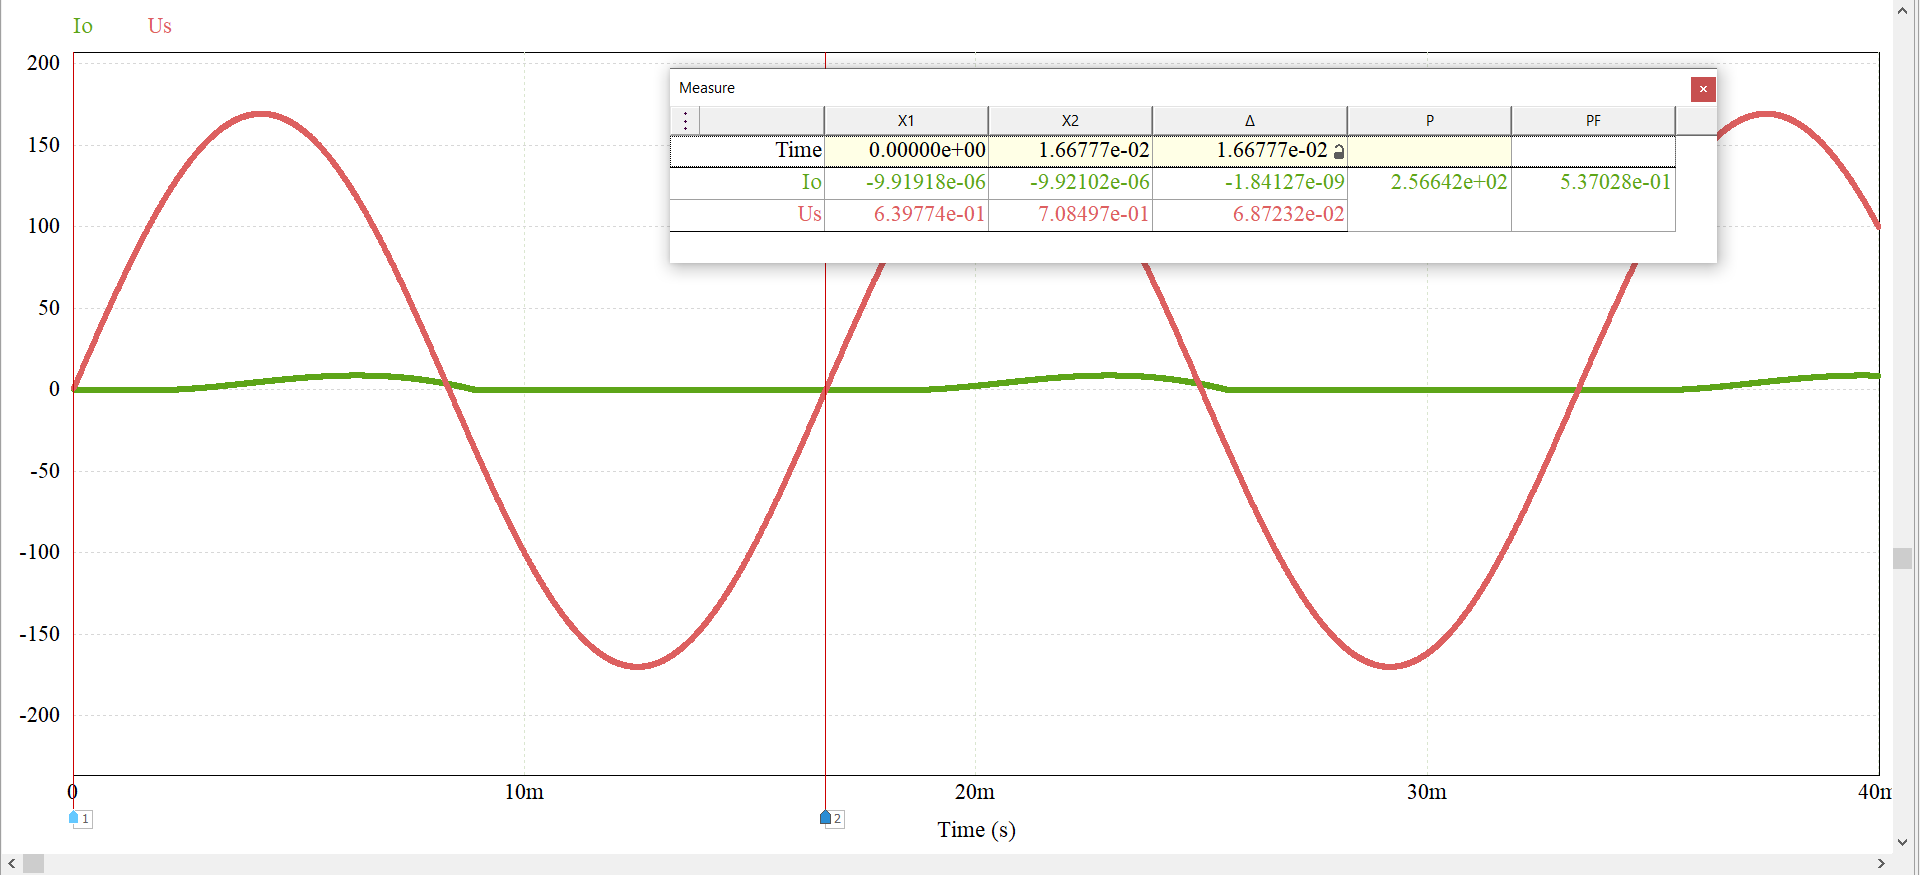 Io Us
200
150
100
50
0
-50
-100
-150
-200
Measure
X1 X2 Δ P PF
Time 0.00000e+00 1.66777e-02 1.66777e-02
Io -9.91918e-06 -9.92102e-06 -1.84127e-09 2.56642e+02 5.37028e-01
Us 6.39774e-01 7.08497e-01 6.87232e-02
0 10m 20m 30m 40m
1 2
Time (s)